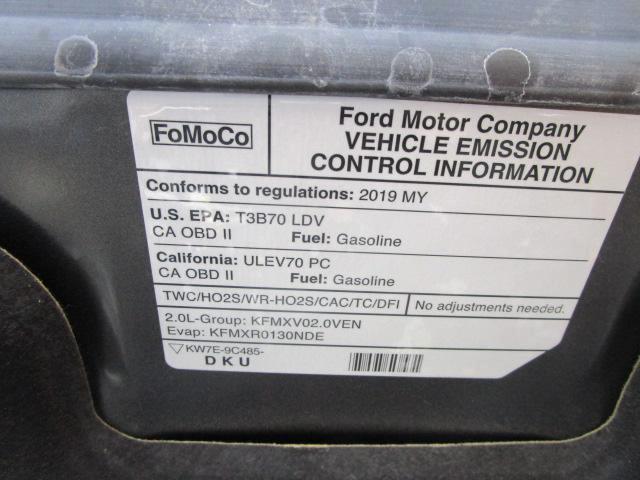 FoMoCo
Ford Motor Company
VEHICLE EMISSION
CONTROL INFORMATION
Conforms to regulations: 2019 MY
U.S. EPA: T3B70 LDV
CA OBD II Fuel: Gasoline
California: ULEV70 PC
CA OBD II Fuel: Gasoline
TWC/HO2S/WR-HO2S/CAC/TC/DFI No adjustments needed.
2.0L-Group: KFMXV02.0VEN
Evap: KFMXR0130NDE
KW7E-9C485-
DKU